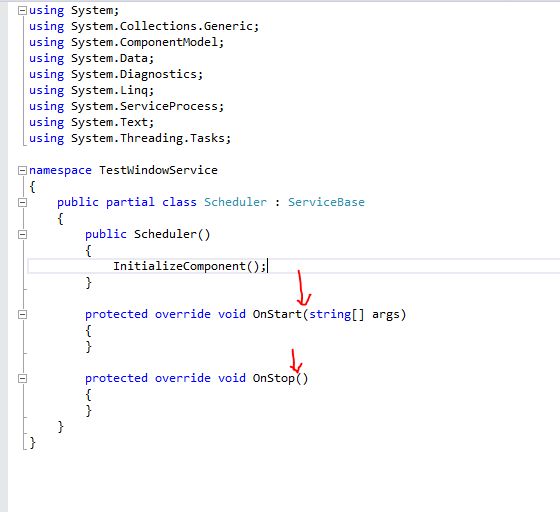 using System;
using System.Collections.Generic;
using System.ComponentModel;
using System.Data;
using System.Diagnostics;
using System.Linq;
using System.ServiceProcess;
using System.Text;
using System.Threading.Tasks;
namespace TestWindowService
{
public partial class Scheduler : ServiceBase
{
public Scheduler()
{
InitializeComponent();
}
protected override void OnStart(string[] args)
{
}
protected override void OnStop()
{
}
}
}